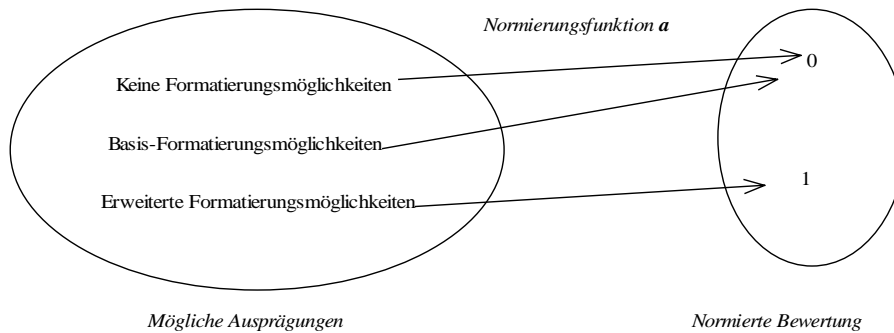 Normierungsfunktion a
0
Keine Formatierungsmöglichkeiten
Basis-Formatierungsmöglichkeiten
1
Erweiterte Formatierungsmöglichkeiten
Mögliche Ausprägungen
Normierte Bewertung